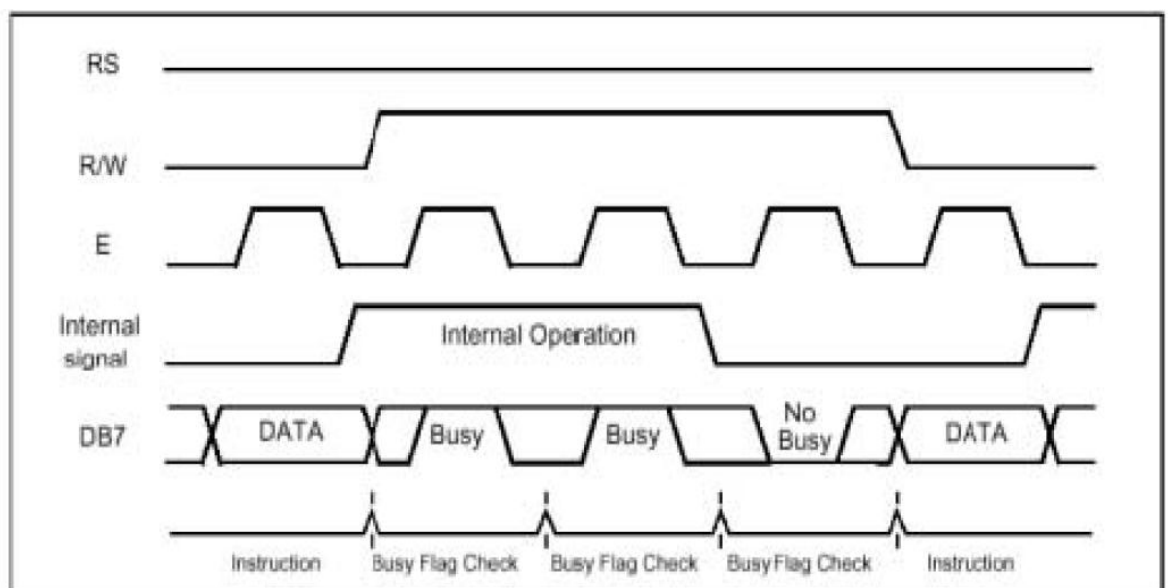 RS
R/W
E
Internal
signal
Internal Operation
DB7
DATA
Busy
Busy
No
Busy
DATA
Instruction
Busy Flag Check
Busy Flag Check
Busy Flag Check
Instruction